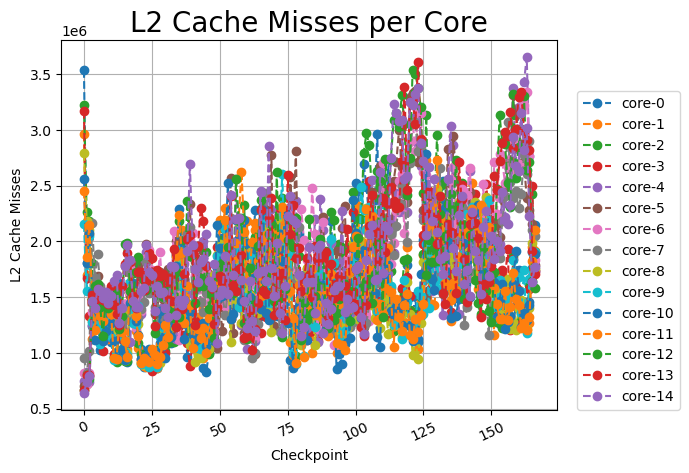 L2 Cache Misses per Core
1e6
3.5
3.0
2.5
2.0
1.5
1.0
0.5
L2 Cache Misses
0
25
50
75
100
125
150
Checkpoint
core-0
core-1
core-2
core-3
core-4
core-5
core-6
core-7
core-8
core-9
core-10
core-11
core-12
core-13
core-14